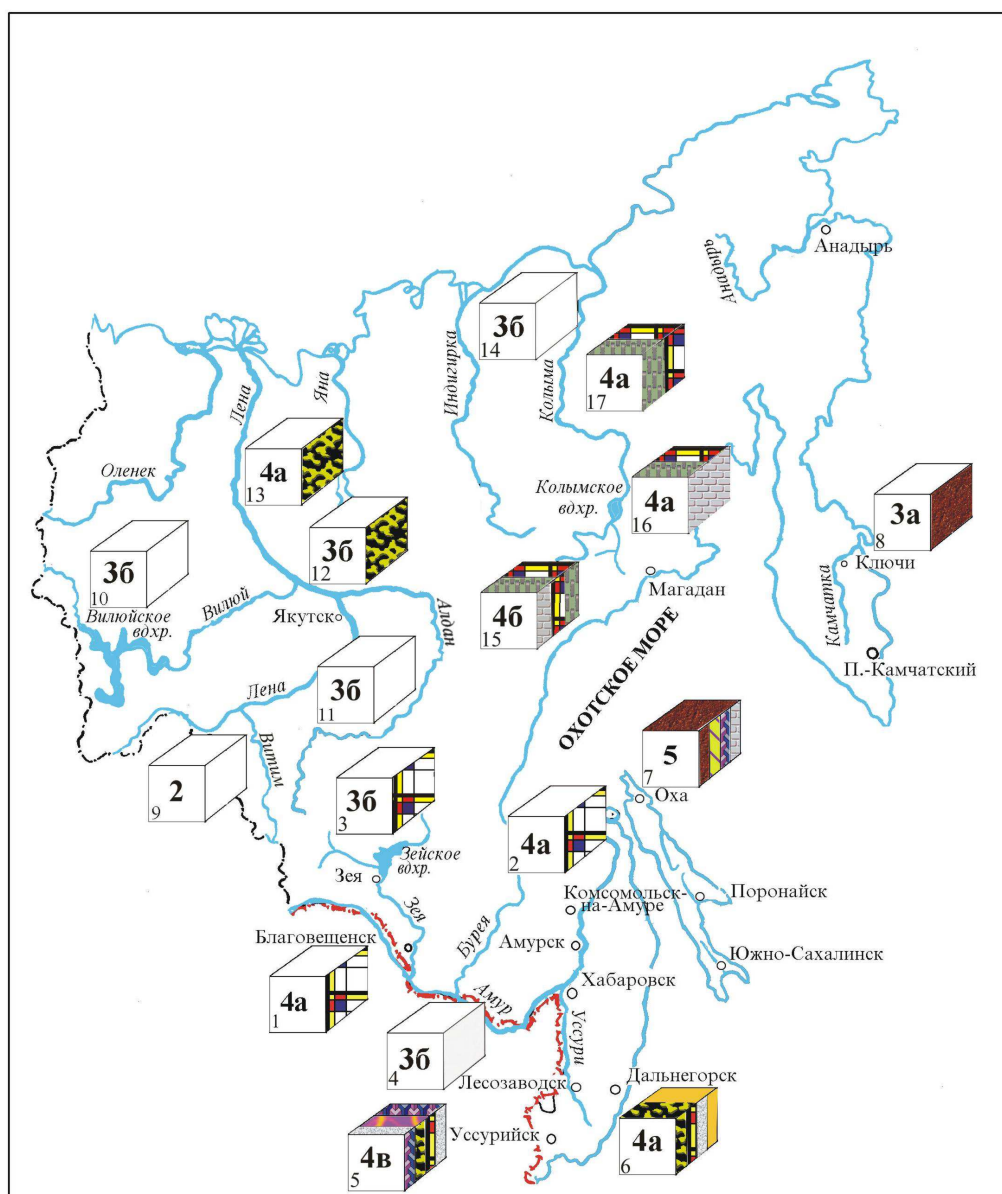 Анадырь
Анадырь
3б
14
Индигирка
Колыма
4а
17
Лена
Яна
Оленек
4а
13
Колымское
вдхр.
4а
16
3а
8
Ключи
3б
10
3б
12
Вилюйское
вдхр.
Вилюй
Якутск
Алдан
4б
15
Магадан
Камчатка
П.-Камчатский
ОХОТСКОЕ МОРЕ
Лена
3б
11
2
9
Витим
3б
3
5
7
Оха
4а
2
Зейское
вдхр.
Зея
Зея
Комсомольск-
на-Амуре
Поронайск
Благовещенск
Бурея
Амурск
Южно-Сахалинск
4а
1
Амур
Хабаровск
Уссури
3б
4
Лесозаводск
Дальнегорск
4в
5
Уссурийск
4а
6